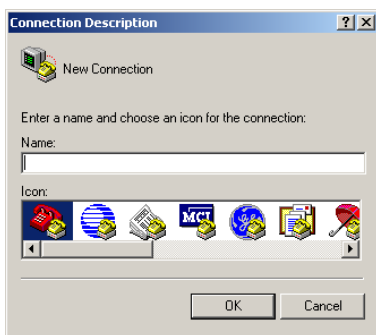 Connection Description
New Connection
Enter a name and choose an icon for the connection:
Name:
Icon:
MCI
OK Cancel